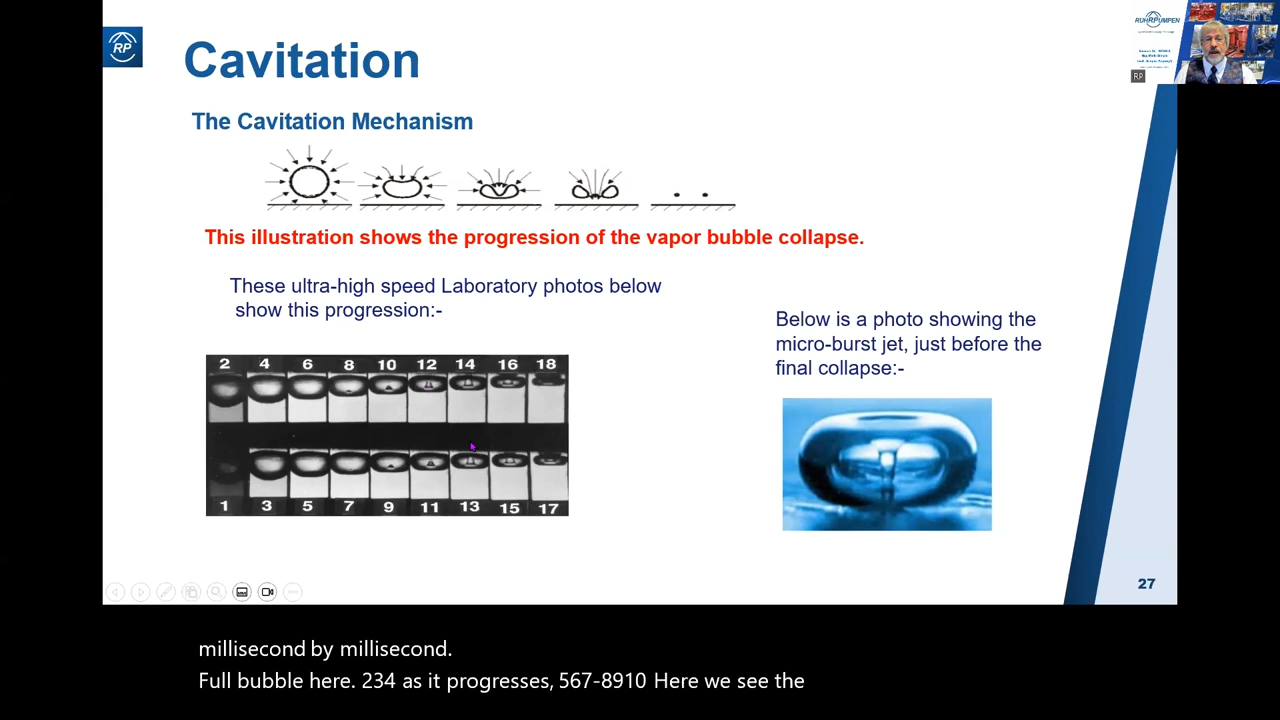 RP
Cavitation
RUHRPUMPEN
RP
The Cavitation Mechanism
This illustration shows the progression of the vapor bubble collapse.
These ultra-high speed Laboratory photos below
show this progression:-
Below is a photo showing the
micro-burst jet, just before the
final collapse:-
2 4 6 8 10 12 14 16 18
1 3 5 7 9 11 13 15 17
27
millisecond by millisecond.
Full bubble here. 234 as it progresses, 567-8910 Here we see the